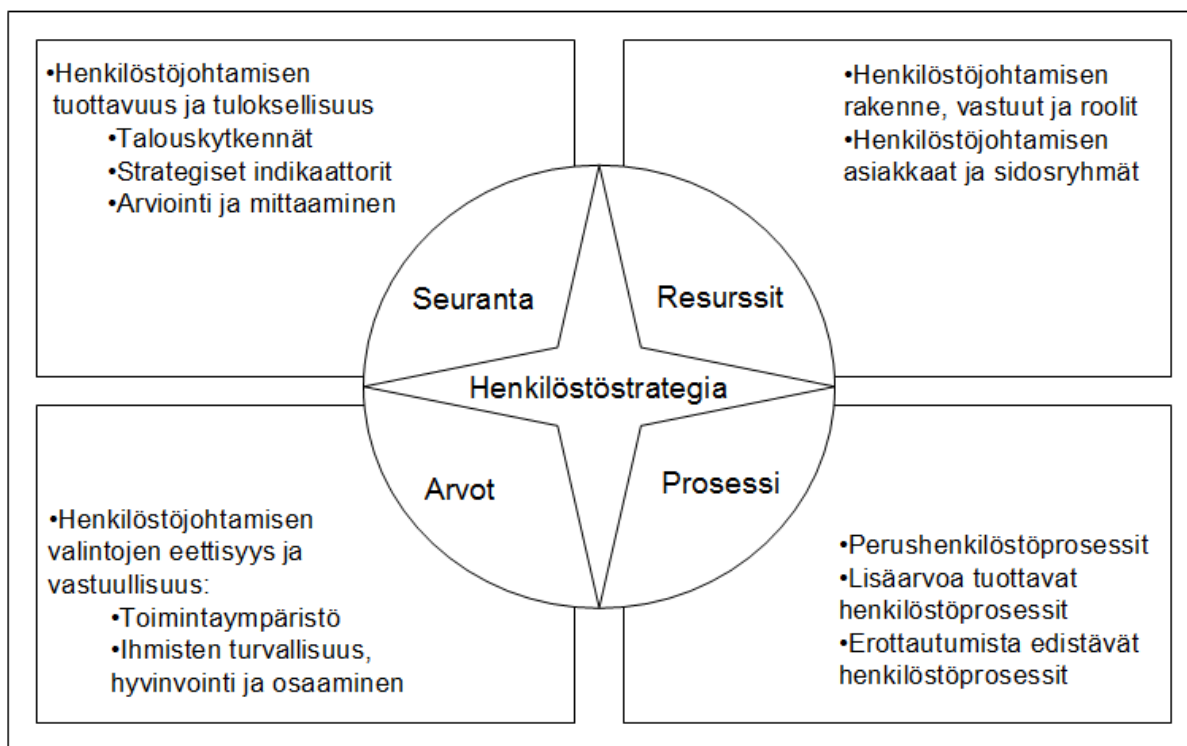 •Henkilöstöjohtamisen
tuottavuus ja tuloksellisuus
•Talouskytkennät
•Strategiset indikaattorit
•Arviointi ja mittaaminen
•Henkilöstöjohtamisen
rakenne, vastuut ja roolit
•Henkilöstöjohtamisen
asiakkaat ja sidosryhmät
Seuranta
Resurssit
Henkilöstöstrategia
Arvot
Prosessi
•Henkilöstöjohtamisen
valintojen eettisyys ja
vastuullisuus:
•Toimintaympäristö
•Ihmisten turvallisuus,
hyvinvointi ja osaaminen
•Perushenkilöstöprosessit
•Lisäarvoa tuottavat
henkilöstöprosessit
•Erottautumista edistävät
henkilöstöprosessit